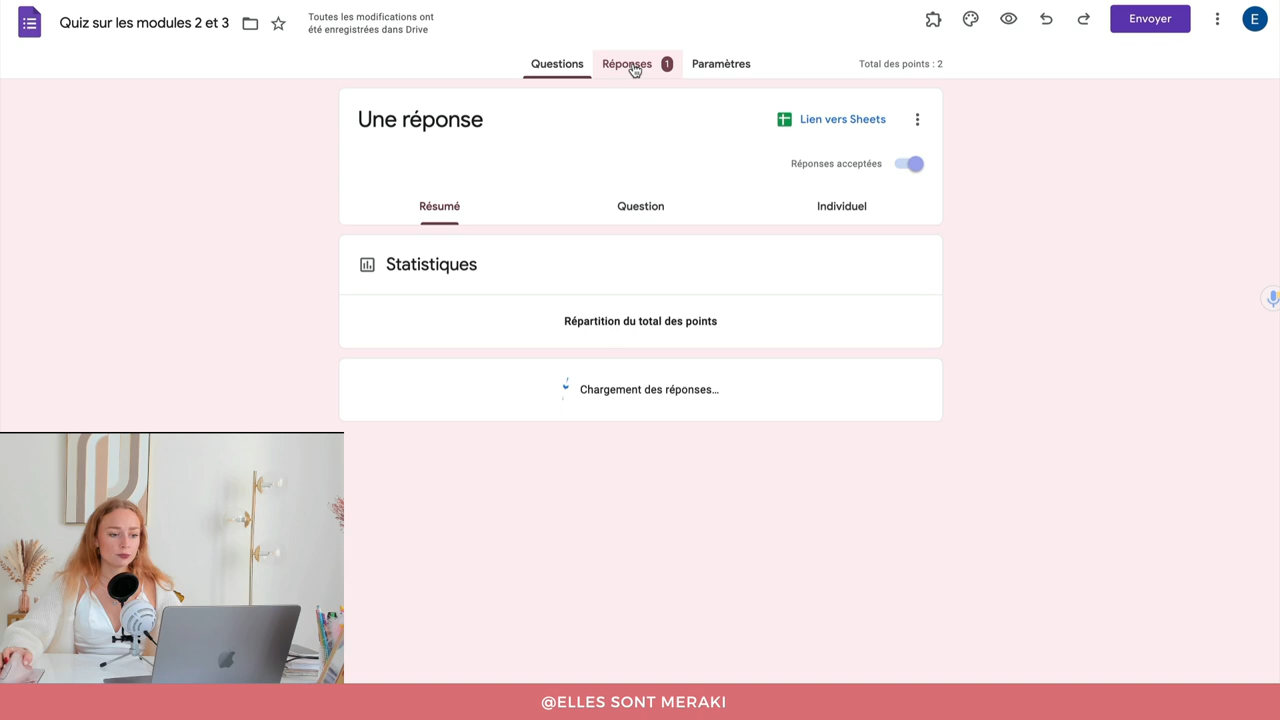 Quiz sur les modules 2 et 3
Toutes les modifications ont
été enregistrées dans Drive
Envoyer
E
Questions
Réponses 1
Paramètres
Total des points : 2
Une réponse
Lien vers Sheets
Réponses acceptées
Résumé
Question
Individuel
Statistiques
Répartition du total des points
Chargement des réponses...
@ELLES SONT MERAKI